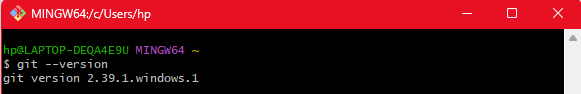 MINGW64:/c/Users/hp
hp@LAPTOP-DEQA4E9U MINGW64 ~
$ git --version
git version 2.39.1.windows.1